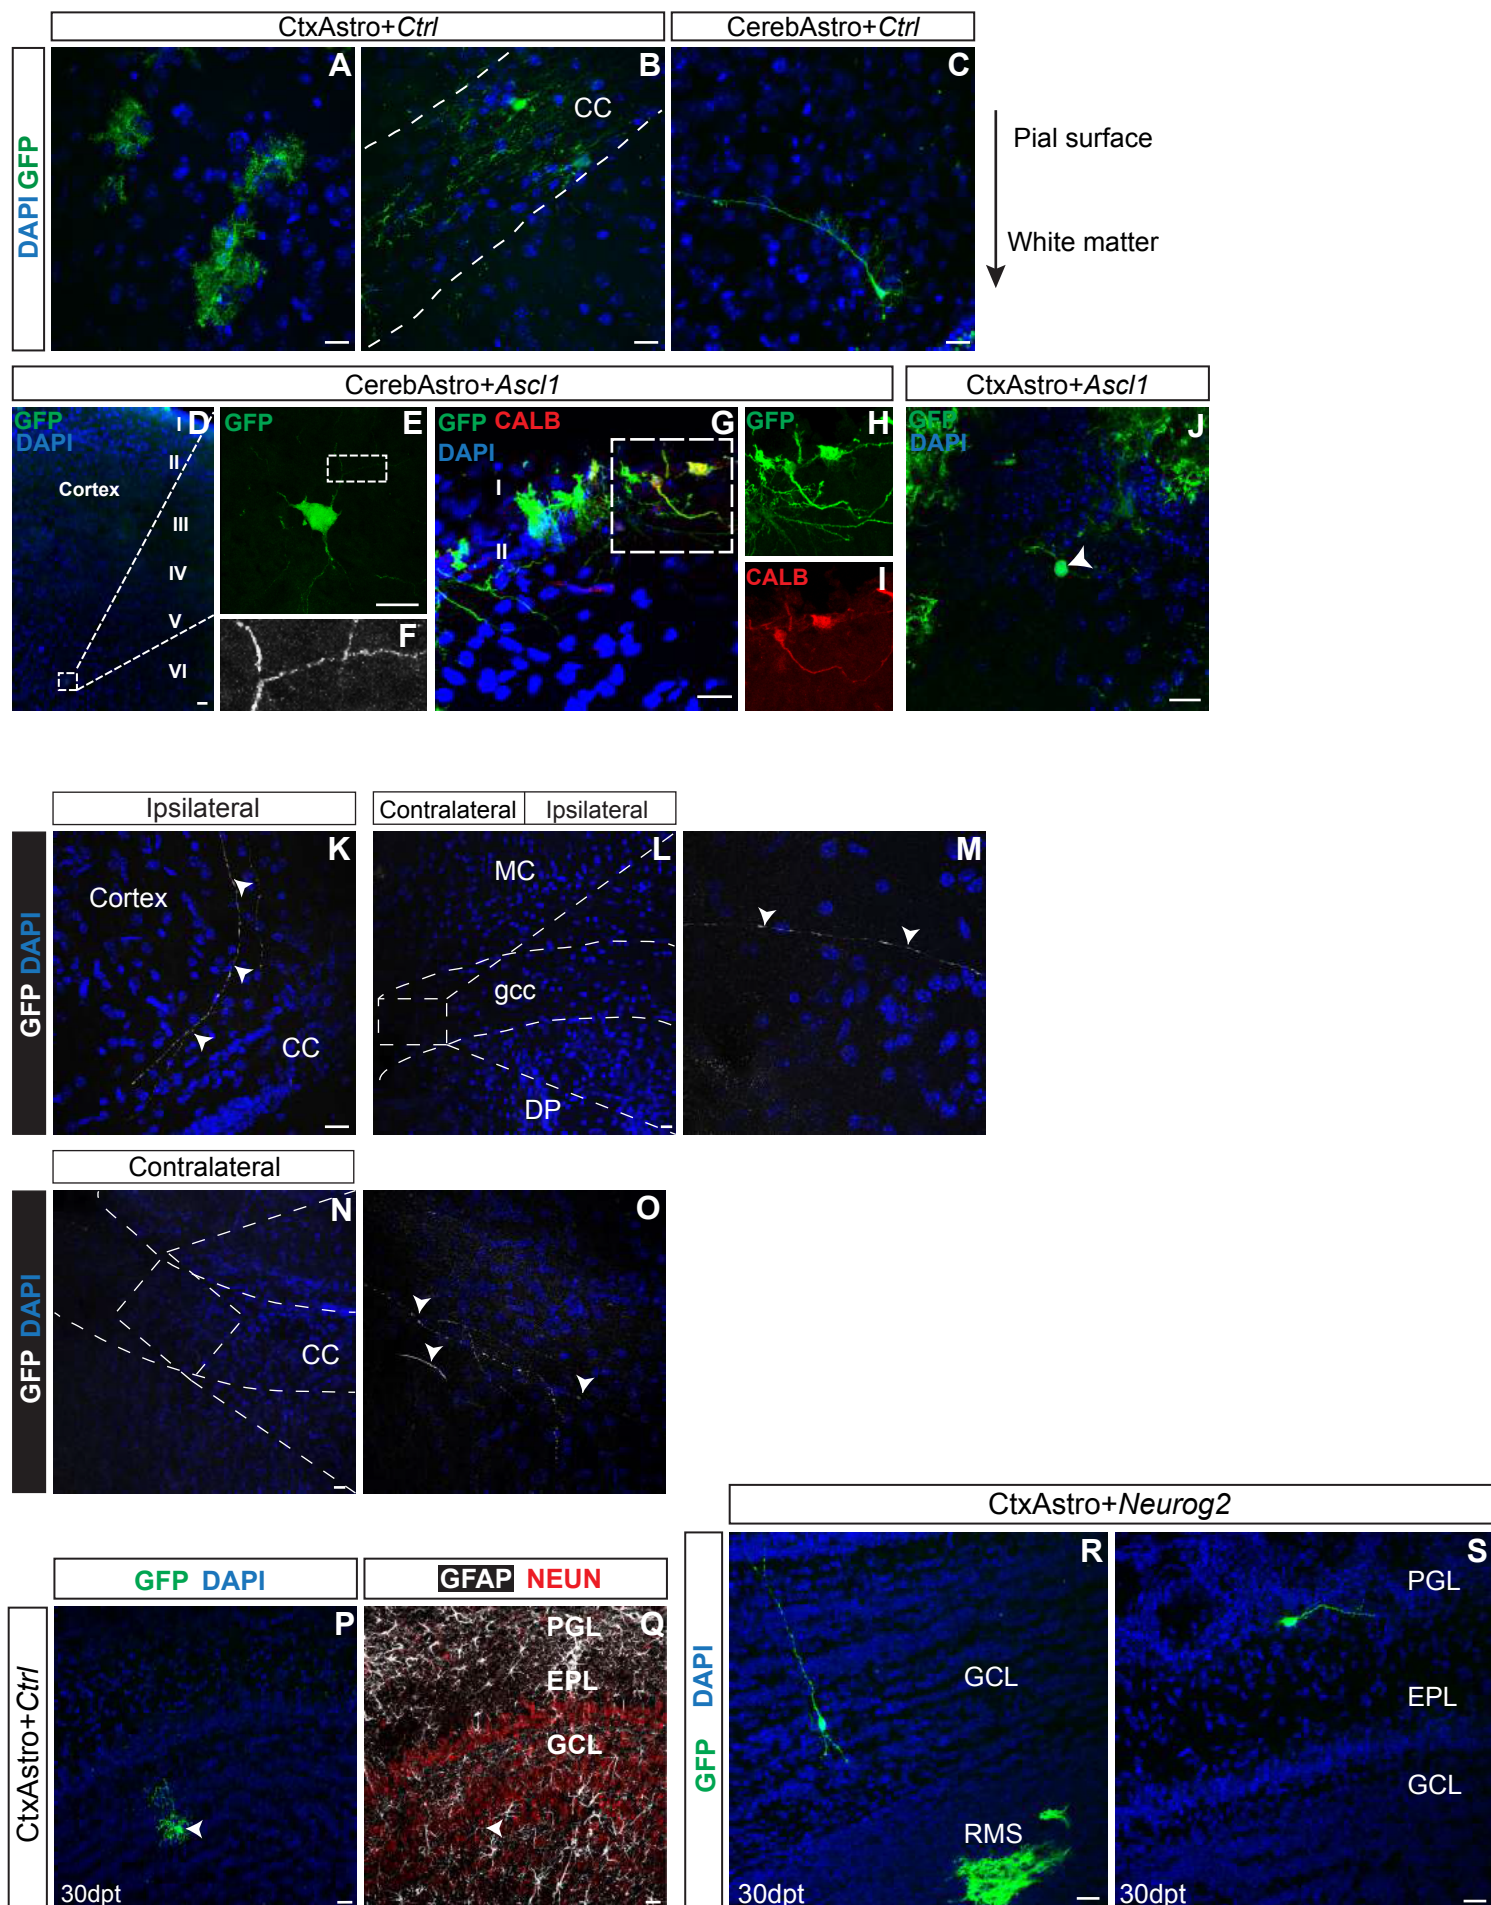 CtxAstro+Ctrl
CerebAstro+Ctrl
DAPI GFP
A
B
CC
C
Pial surface
White matter
CerebAstro+Ascl1
CtxAstro+Ascl1
GFP
DAPI
D
I
II
Cortex
III
IV
V
VI
GFP
E
F
GFP CALB
DAPI
G
I
II
GFP
H
CALB
I
GFP
DAPI
J
Ipsilateral
Contralateral
Ipsilateral
GFP DAPI
K
Cortex
CC
L
MC
gcc
DP
M
Contralateral
GFP DAPI
N
CC
O
CtxAstro+Neurog2
GFP DAPI
GFAP NEUN
CtxAstro+Ctrl
P
30dpt
Q
PGL
EPL
GCL
GFP DAPI
R
GCL
RMS
30dpt
S
PGL
EPL
GCL
30dpt